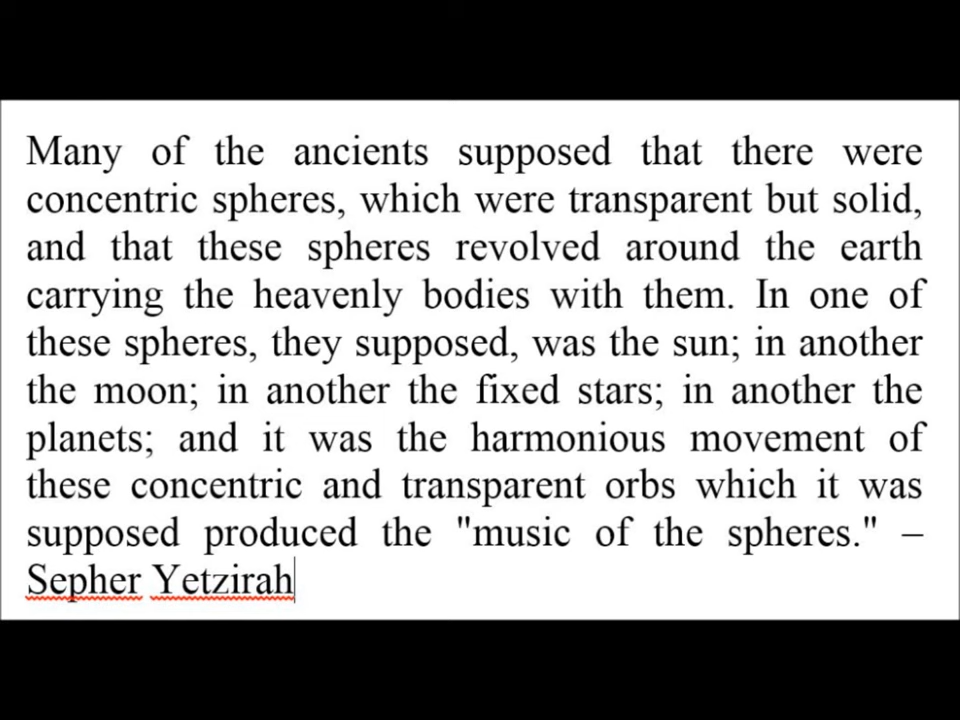 Many of the ancients supposed that there were
concentric spheres, which were transparent but solid,
and that these spheres revolved around the earth
carrying the heavenly bodies with them. In one of
these spheres, they supposed, was the sun; in another
the moon; in another the fixed stars; in another the
planets; and it was the harmonious movement of
these concentric and transparent orbs which it was
supposed produced the "music of the spheres." –
Sepher Yetzirah